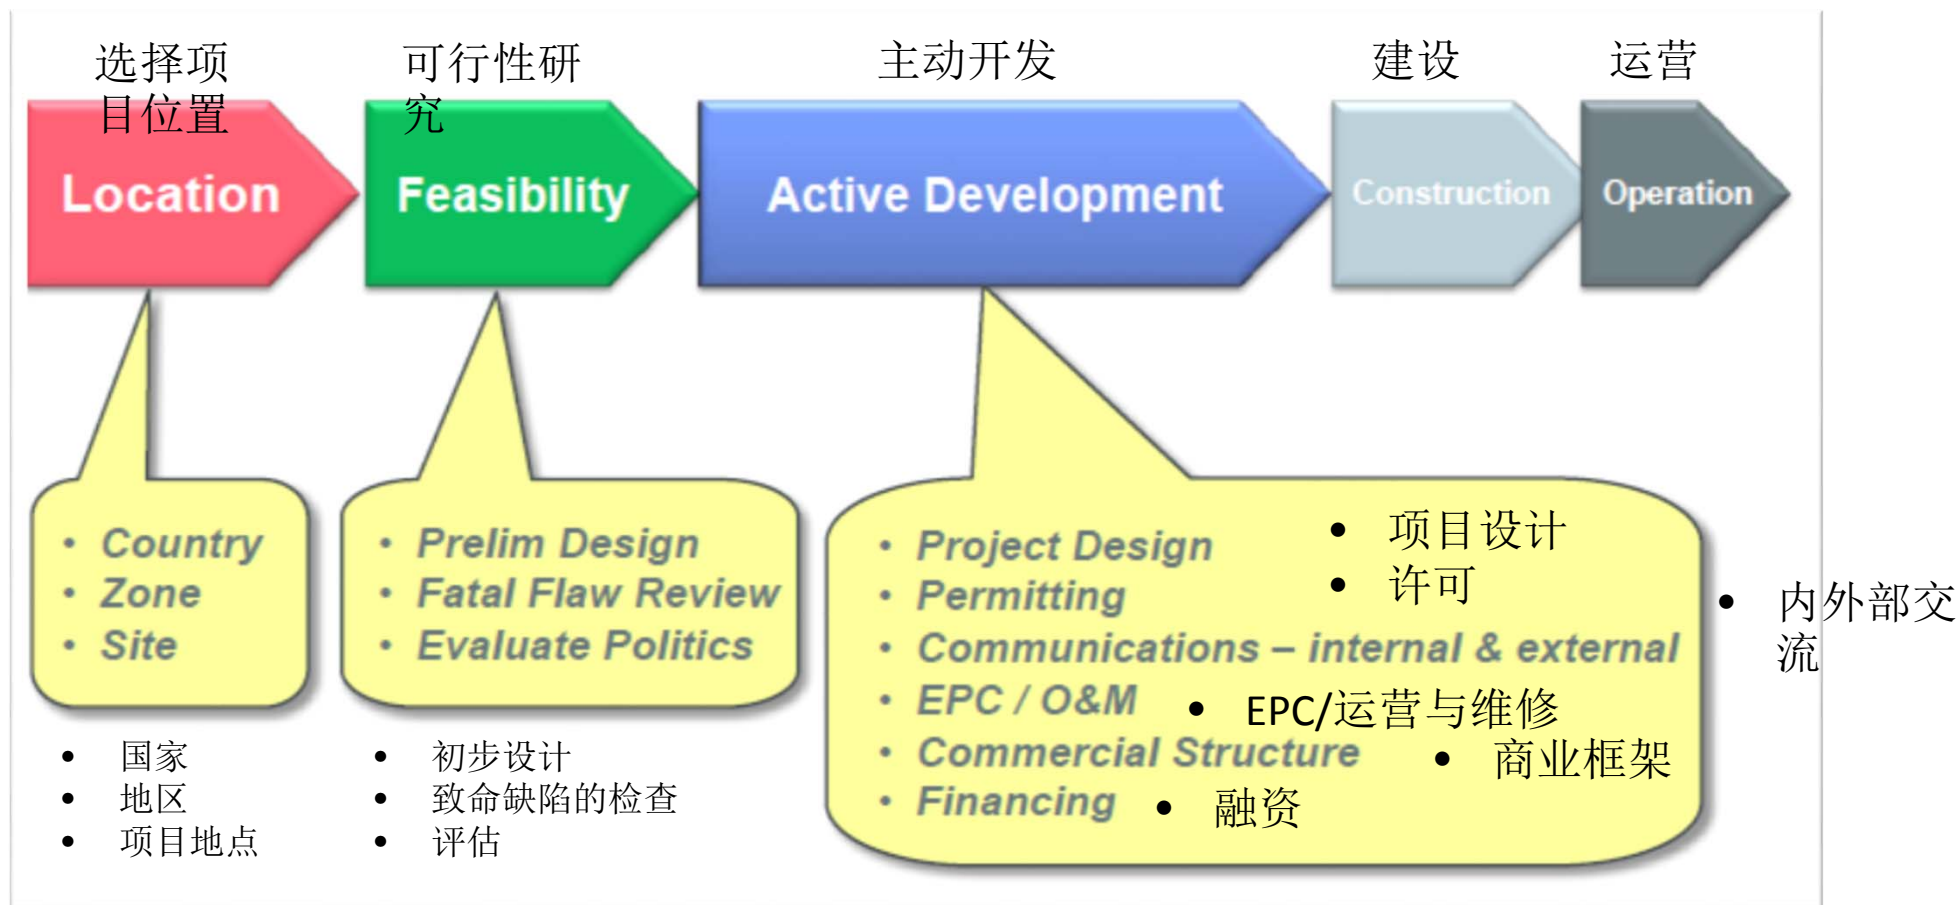 选择项
目位置
可行性研
究
主动开发
建设
运营
Location
Feasibility
Active Development
Construction
Operation
• Country
• Zone
• Site
• Prelim Design
• Fatal Flaw Review
• Evaluate Politics
• Project Design
• 项目设计
• Permitting
• 许可
• Communications – internal & external
• 内外部交
流
• EPC / O&M
• EPC/运营与维修
• Commercial Structure
• 商业框架
• Financing
• 融资
• 国家
• 地区
• 项目地点
• 初步设计
• 致命缺陷的检查
• 评估